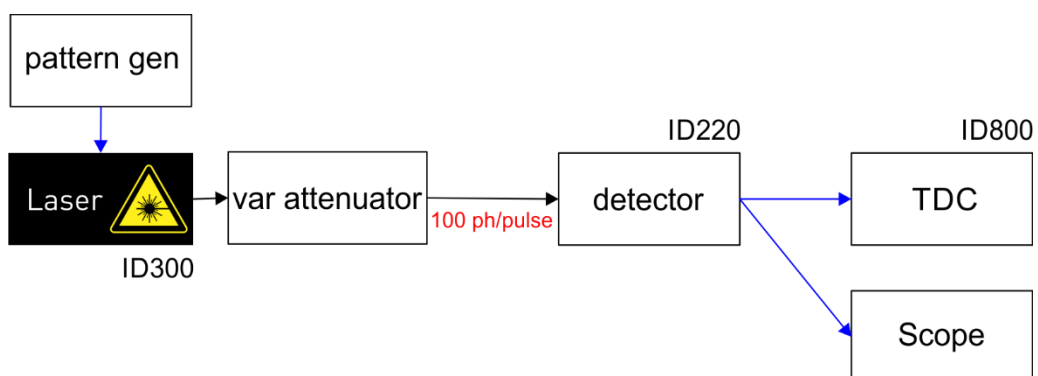 pattern gen
Laser
ID300
var attenuator
100 ph/pulse
ID220
detector
ID800
TDC
Scope